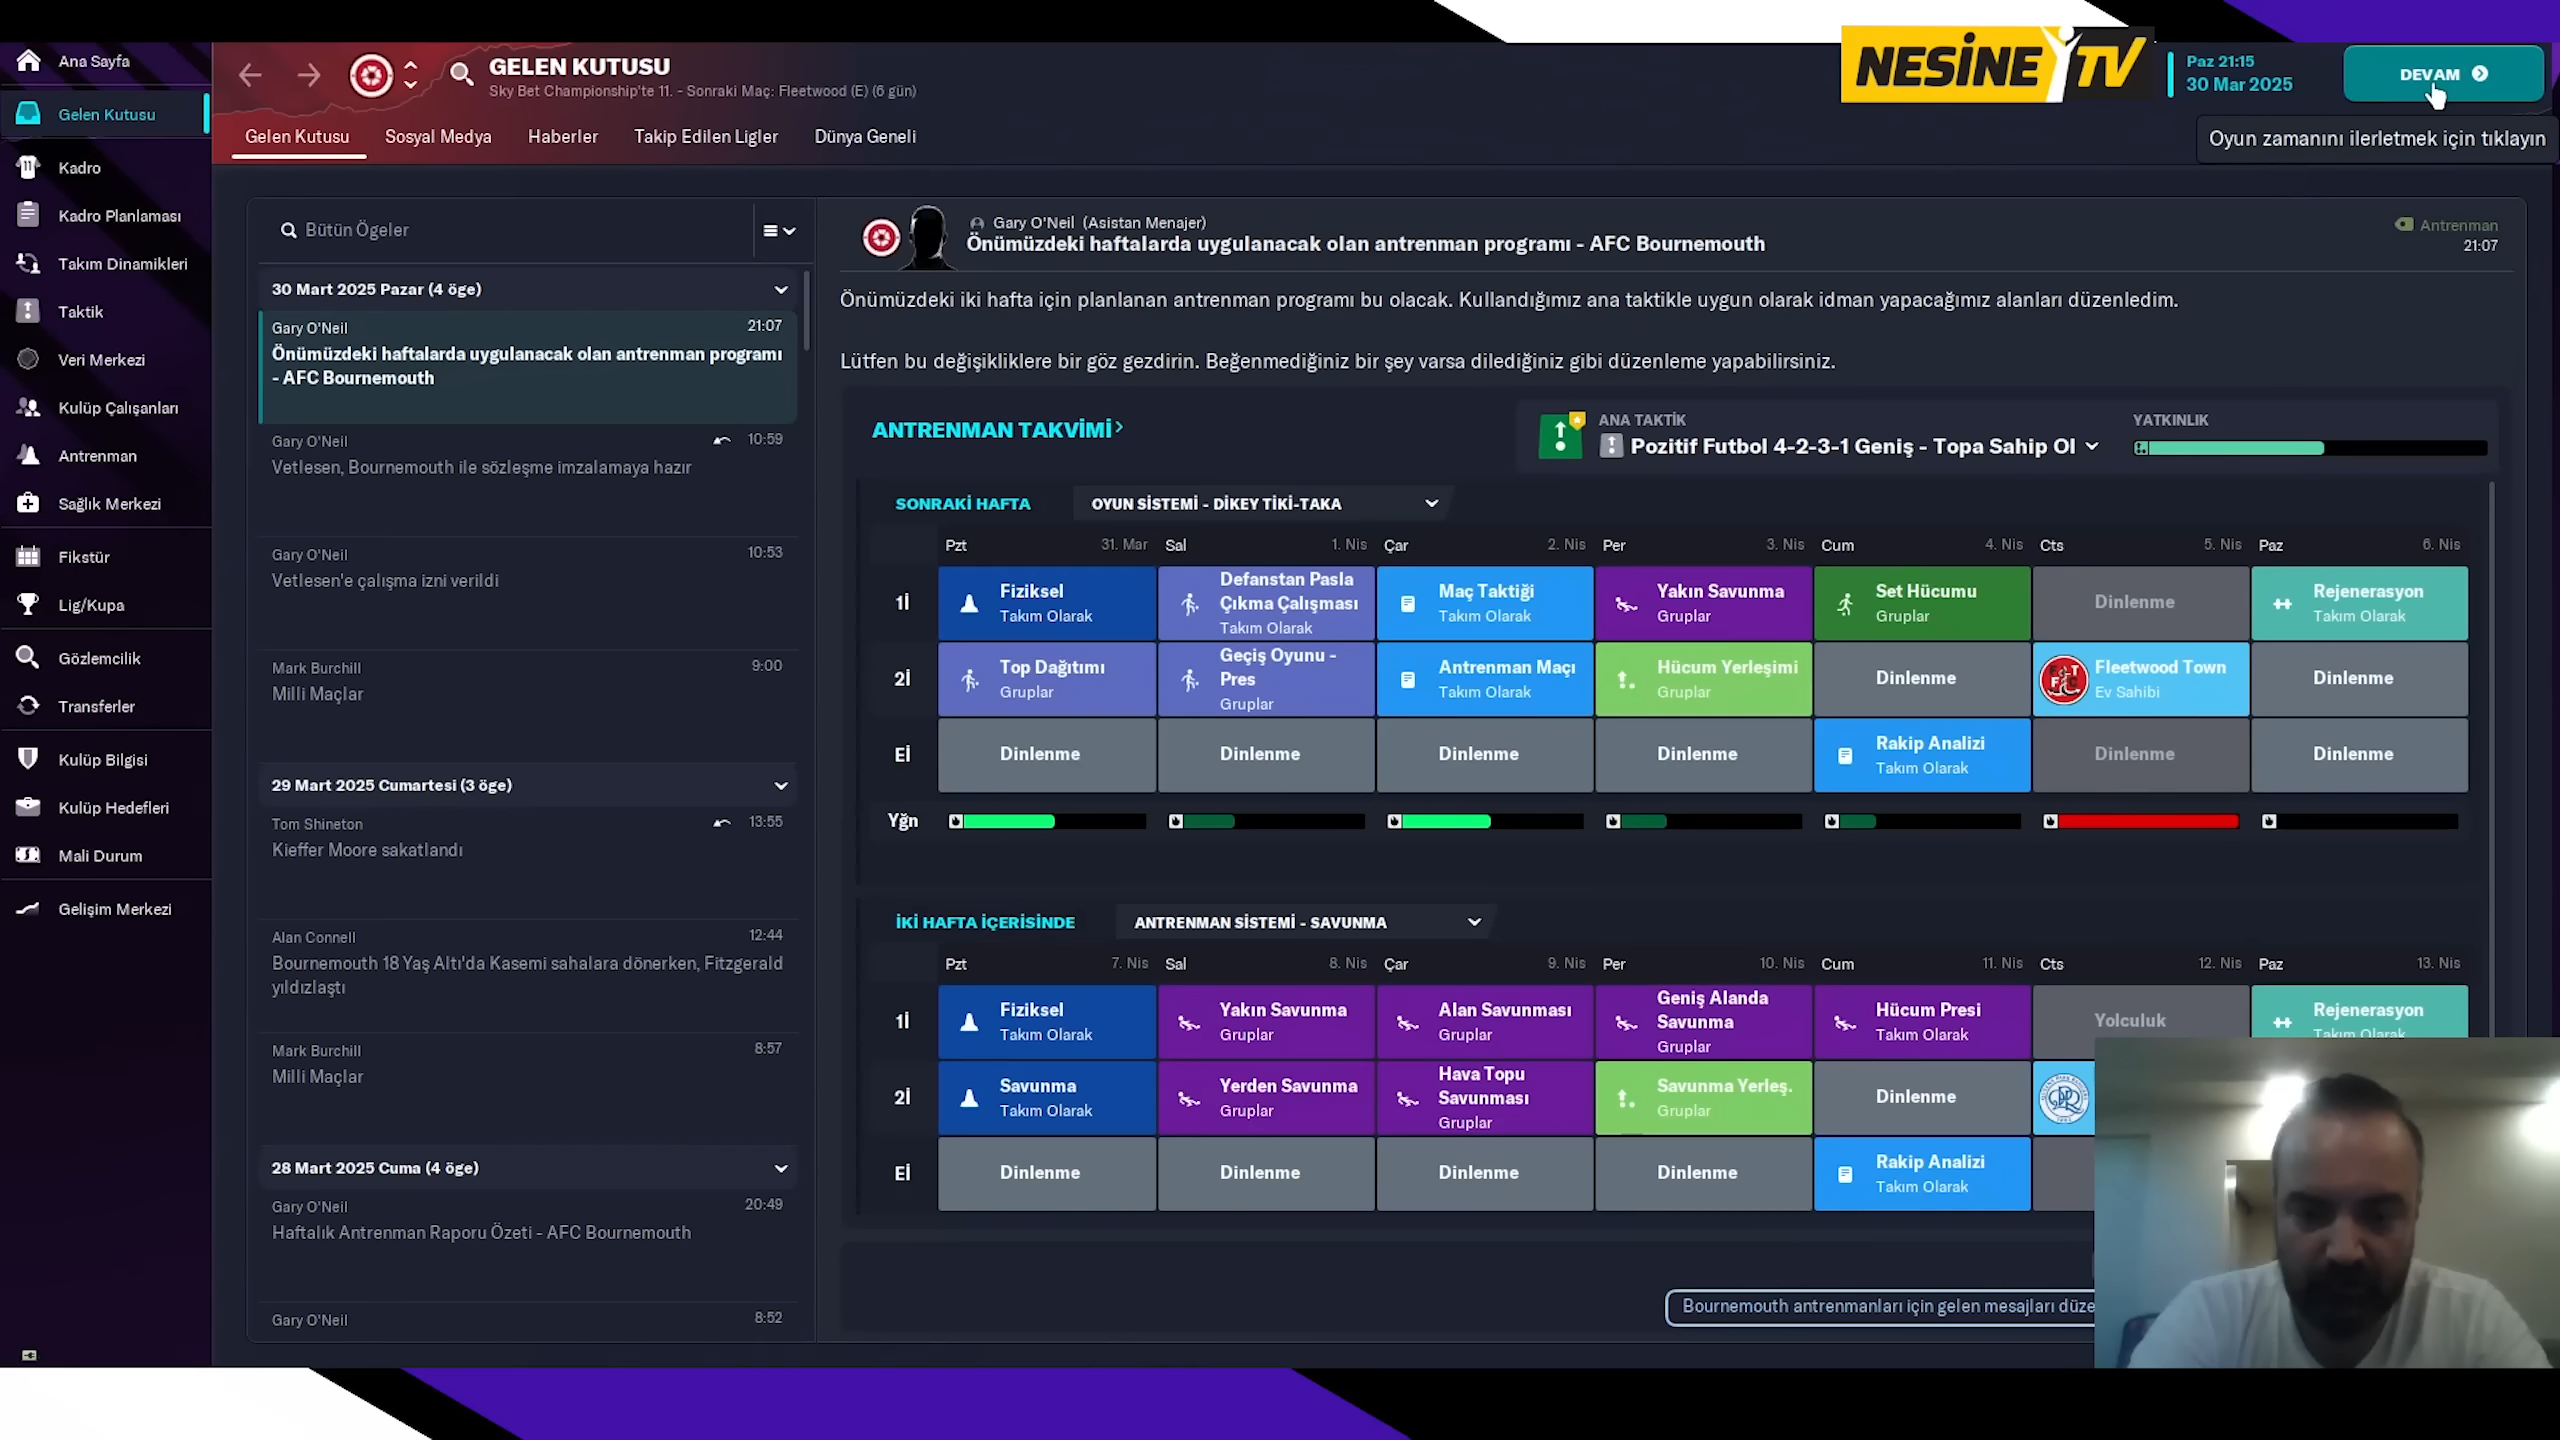 NESİNE TV
Ana Sayfa
Gelen Kutusu
Kadro
Kadro Planlaması
Takım Dinamikleri
Taktik
Veri Merkezi
Kulüp Çalışanları
Antrenman
Sağlık Merkezi
Fikstür
Lig/Kupa
Gözlemcilik
Transferler
Kulüp Bilgisi
Kulüp Hedefleri
Mali Durum
Gelişim Merkezi
GELEN KUTUSU
Sky Bet Championship'te 11. - Sonraki Maç: Fleetwood (E) (6 gün)
Paz 21:15
30 Mar 2025
DEVAM
Oyun zamanını ilerletmek için tıklayın
Gelen Kutusu Sosyal Medya Haberler Takip Edilen Ligler Dünya Geneli
Bütün Ögeler
30 Mart 2025 Pazar (4 öge)
Gary O'Neil 21:07
Önümüzdeki haftalarda uygulanacak olan antrenman programı
- AFC Bournemouth
Gary O'Neil 10:59
Vetlesen, Bournemouth ile sözleşme imzalamaya hazır
Gary O'Neil 10:53
Vetlesen'e çalışma izni verildi
Mark Burchill 9:00
Milli Maçlar
29 Mart 2025 Cumartesi (3 öge)
Tom Shineton 13:55
Kieffer Moore sakatlandı
Alan Connell 12:44
Bournemouth 18 Yaş Altı'da Kasemi sahalara dönerken, Fitzgerald
yıldızlaştı
Mark Burchill 8:57
Milli Maçlar
28 Mart 2025 Cuma (4 öge)
Gary O'Neil 20:49
Haftalık Antrenman Raporu Özeti - AFC Bournemouth
Gary O'Neil 8:52
Gary O'Neil (Asistan Menajer)
Önümüzdeki haftalarda uygulanacak olan antrenman programı - AFC Bournemouth
Antrenman
21:07
Önümüzdeki iki hafta için planlanan antrenman programı bu olacak. Kullandığımız ana taktikle uygun olarak idman yapacağımız alanları düzenledim.
Lütfen bu değişikliklere bir göz gezdirin. Beğenmediğiniz bir şey varsa dilediğiniz gibi düzenleme yapabilirsiniz.
ANTRENMAN TAKVİMİ
ANA TAKTİK
Pozitif Futbol 4-2-3-1 Geniş - Topa Sahip Ol
YATKINLIK
SONRAKİ HAFTA OYUN SİSTEMİ - DİKEY TİKİ-TAKA
Pzt 31. Mar Sal 1. Nis Çar 2. Nis Per 3. Nis Cum 4. Nis Cts 5. Nis Paz 6. Nis
1İ
Fiziksel
Takım Olarak
Defanstan Pasla
Çıkma Çalışması
Takım Olarak
Maç Taktiği
Takım Olarak
Yakın Savunma
Gruplar
Set Hücumu
Gruplar
Dinlenme
Rejenerasyon
Takım Olarak
2İ
Top Dağıtımı
Gruplar
Geçiş Oyunu -
Pres
Gruplar
Antrenman Maçı
Takım Olarak
Hücum Yerleşimi
Gruplar
Dinlenme
Fleetwood Town
Ev Sahibi
Dinlenme
Eİ
Dinlenme
Dinlenme
Dinlenme
Dinlenme
Rakip Analizi
Takım Olarak
Dinlenme
Dinlenme
Yğn
İKİ HAFTA İÇERİSİNDE ANTRENMAN SİSTEMİ - SAVUNMA
Pzt 7. Nis Sal 8. Nis Çar 9. Nis Per 10. Nis Cum 11. Nis Cts 12. Nis Paz 13. Nis
1İ
Fiziksel
Takım Olarak
Yakın Savunma
Gruplar
Alan Savunması
Gruplar
Geniş Alanda
Savunma
Gruplar
Hücum Presi
Takım Olarak
Yolculuk
Rejenerasyon
Takım Olarak
2İ
Savunma
Takım Olarak
Yerden Savunma
Gruplar
Hava Topu
Savunması
Gruplar
Savunma Yerleş.
Gruplar
Dinlenme
Eİ
Dinlenme
Dinlenme
Dinlenme
Dinlenme
Rakip Analizi
Takım Olarak
Bournemouth antrenmanları için gelen mesajları düze